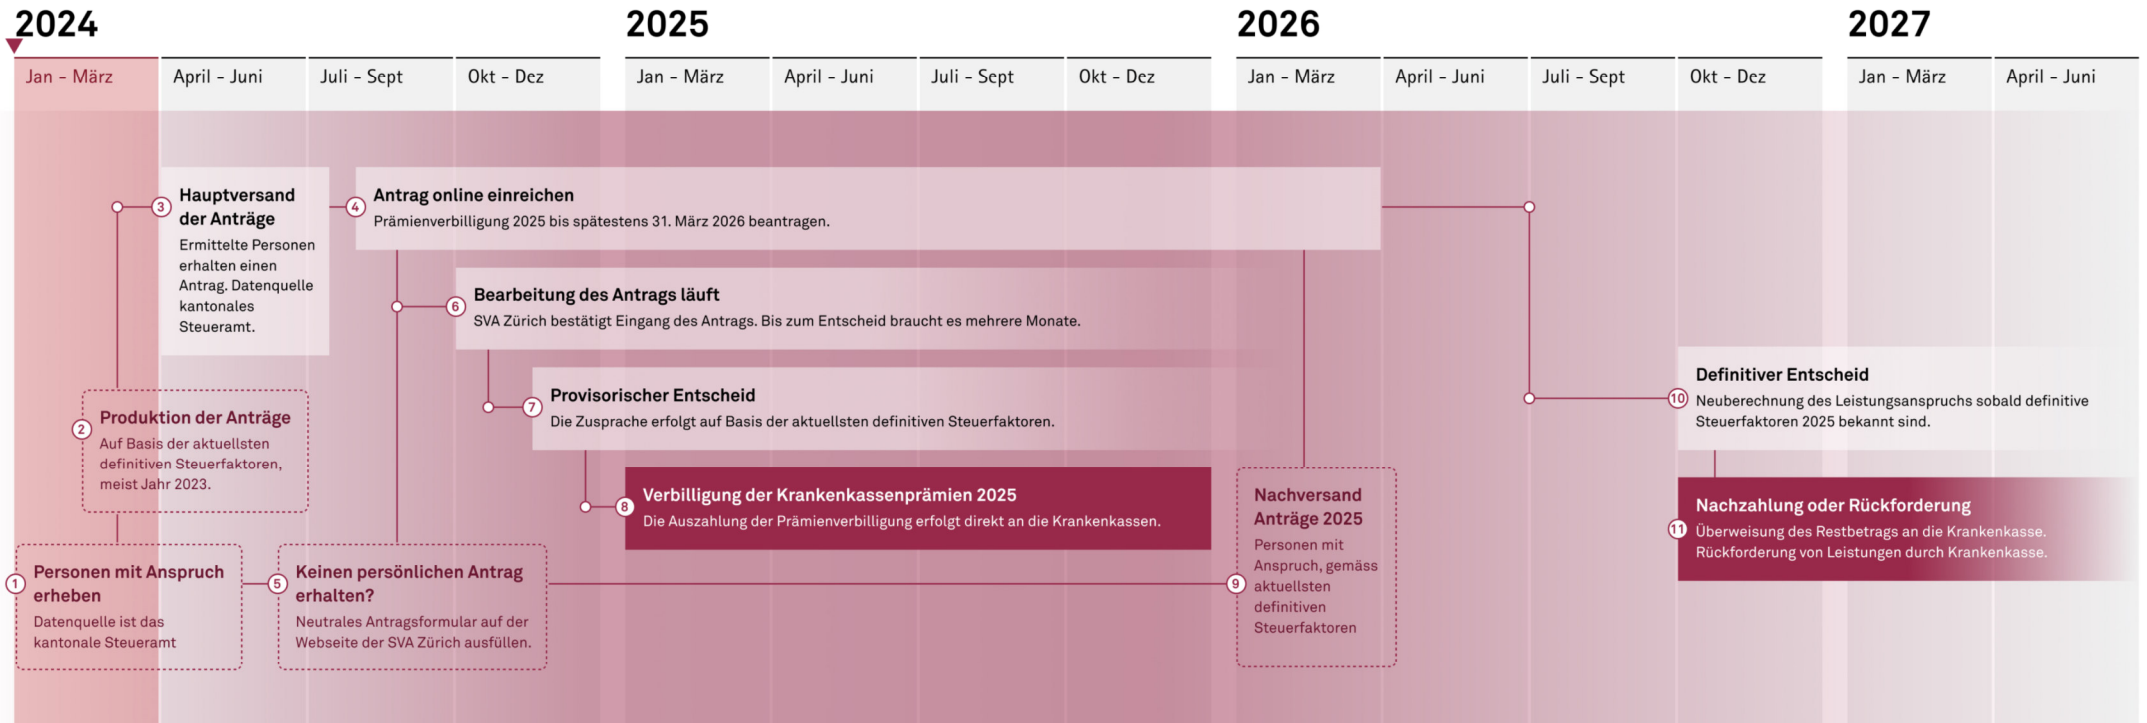 2024
2025
2026
2027
Jan – März
April – Juni
Juli – Sept
Okt – Dez
Jan – März
April – Juni
Juli – Sept
Okt – Dez
Jan – März
April – Juni
Juli – Sept
Okt – Dez
Jan – März
April – Juni
1
Personen mit Anspruch
erheben
Datenquelle ist das
kantonale Steueramt
2
Produktion der Anträge
Auf Basis der aktuellsten
definitiven Steuerfaktoren,
meist Jahr 2023.
3
Hauptversand
der Anträge
Ermittelte Personen
erhalten einen
Antrag. Datenquelle
kantonales
Steueramt.
4
Antrag online einreichen
Prämienverbilligung 2025 bis spätestens 31. März 2026 beantragen.
5
Keinen persönlichen Antrag
erhalten?
Neutrales Antragsformular auf der
Webseite der SVA Zürich ausfüllen.
6
Bearbeitung des Antrags läuft
SVA Zürich bestätigt Eingang des Antrags. Bis zum Entscheid braucht es mehrere Monate.
7
Provisorischer Entscheid
Die Zusprache erfolgt auf Basis der aktuellsten definitiven Steuerfaktoren.
8
Verbilligung der Krankenkassenprämien 2025
Die Auszahlung der Prämienverbilligung erfolgt direkt an die Krankenkassen.
9
Nachversand
Anträge 2025
Personen mit
Anspruch, gemäss
aktuellsten
definitiven
Steuerfaktoren
10
Definitiver Entscheid
Neuberechnung des Leistungsanspruchs sobald definitive
Steuerfaktoren 2025 bekannt sind.
11
Nachzahlung oder Rückforderung
Überweisung des Restbetrags an die Krankenkasse.
Rückforderung von Leistungen durch Krankenkasse.